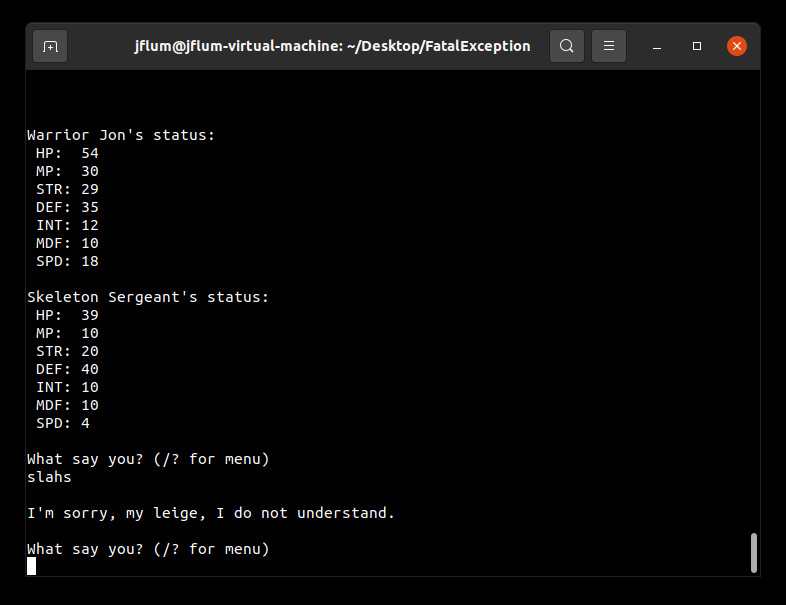 jflum@jflum-virtual-machine: ~/Desktop/FatalException
Warrior Jon's status:
HP: 54
MP: 30
STR: 29
DEF: 35
INT: 12
MDF: 10
SPD: 18
Skeleton Sergeant's status:
HP: 39
MP: 10
STR: 20
DEF: 40
INT: 10
MDF: 10
SPD: 4
What say you? (/? for menu)
slahs
I'm sorry, my leige, I do not understand.
What say you? (/? for menu)